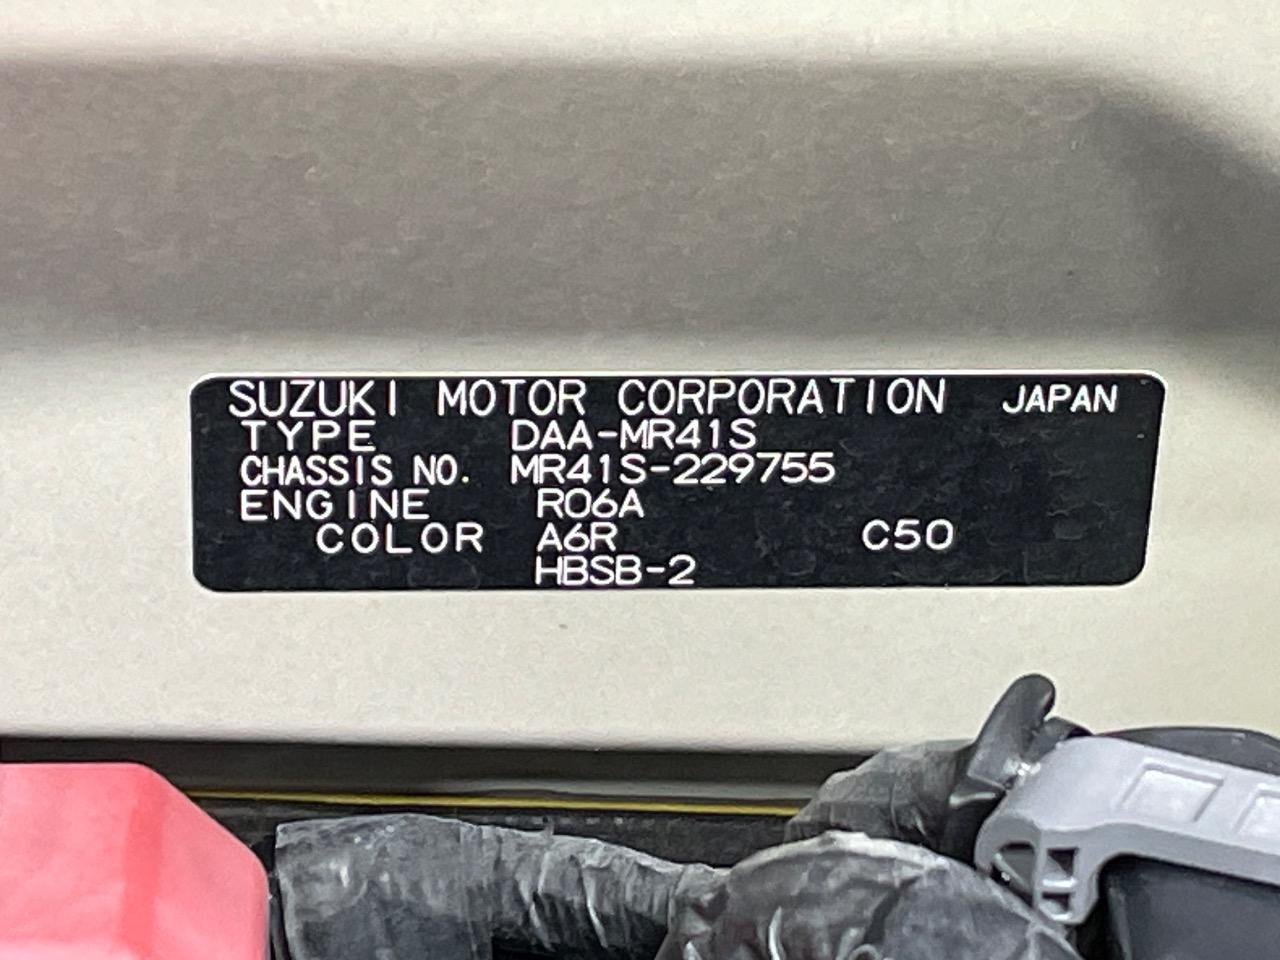 SUZUKI MOTOR CORPORATION JAPAN
TYPE DAA-MR41S
CHASSIS NO. MR41S-229755
ENGINE R06A
COLOR A6R C50
HBSB-2